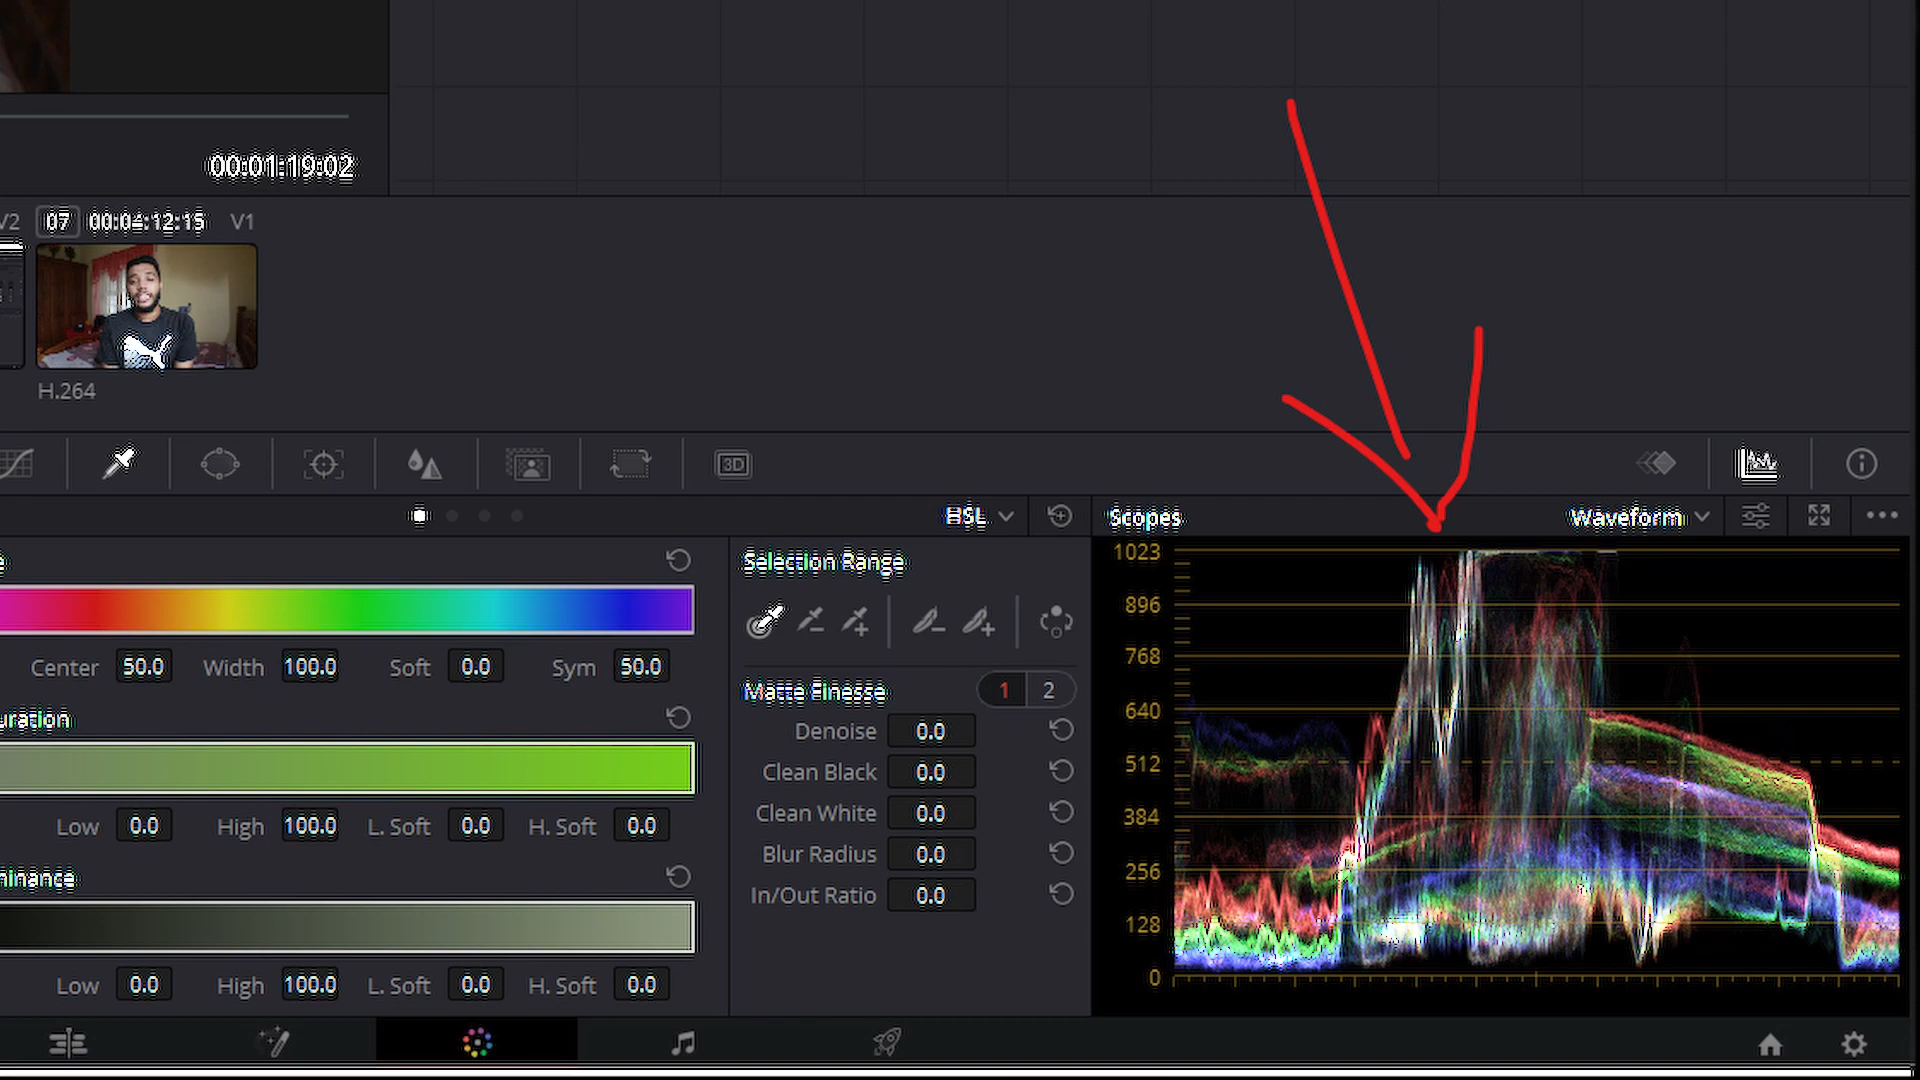 00:01:19:02
V2 07 00:04:12:15 V1
H.264
3D
HSL
Scopes Waveform
Center 50.0 Width 100.0 Soft 0.0 Sym 50.0
uration
Low 0.0 High 100.0 L. Soft 0.0 H. Soft 0.0
minance
Low 0.0 High 100.0 L. Soft 0.0 H. Soft 0.0
Selection Range
Matte Finesse 1 2
Denoise 0.0
Clean Black 0.0
Clean White 0.0
Blur Radius 0.0
In/Out Ratio 0.0
1023
896
768
640
512
384
256
128
0